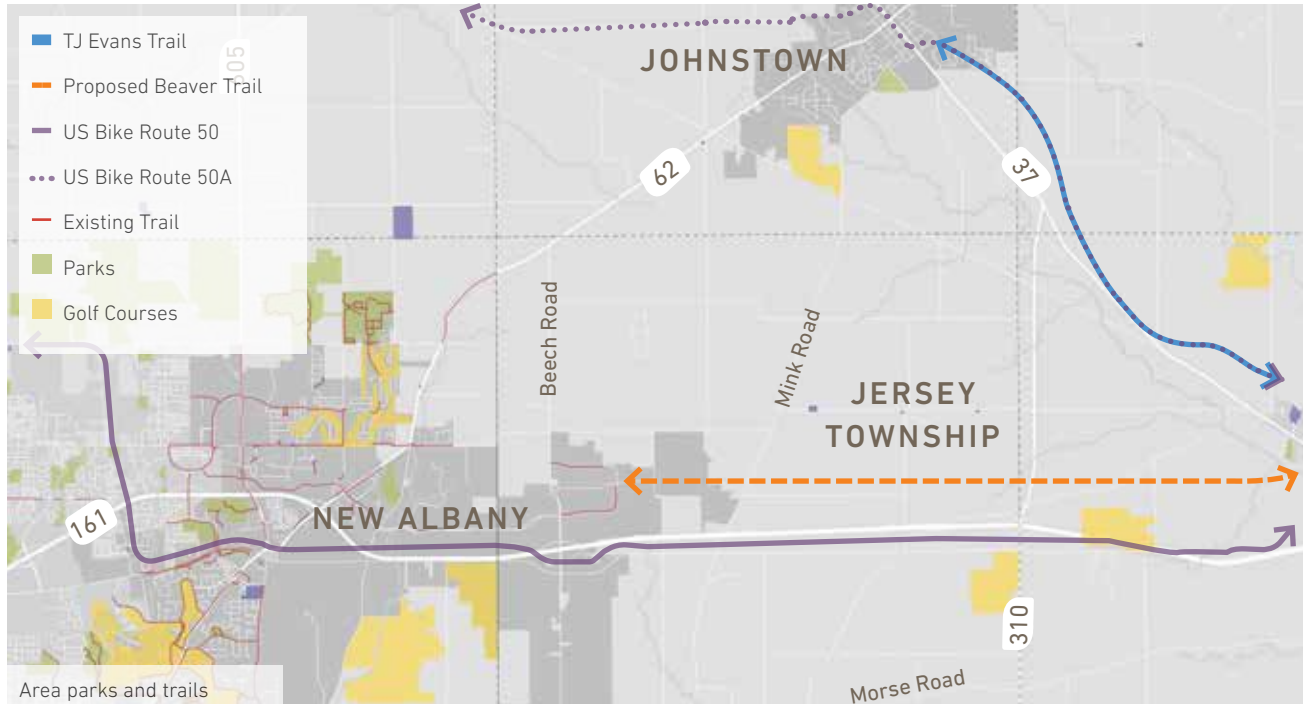 TJ Evans Trail
Proposed Beaver Trail
US Bike Route 50
US Bike Route 50A
Existing Trail
Parks
Golf Courses
605
JOHNSTOWN
62
37
Beech Road
Mink Road
JERSEY
TOWNSHIP
161
NEW ALBANY
310
Morse Road
Area parks and trails